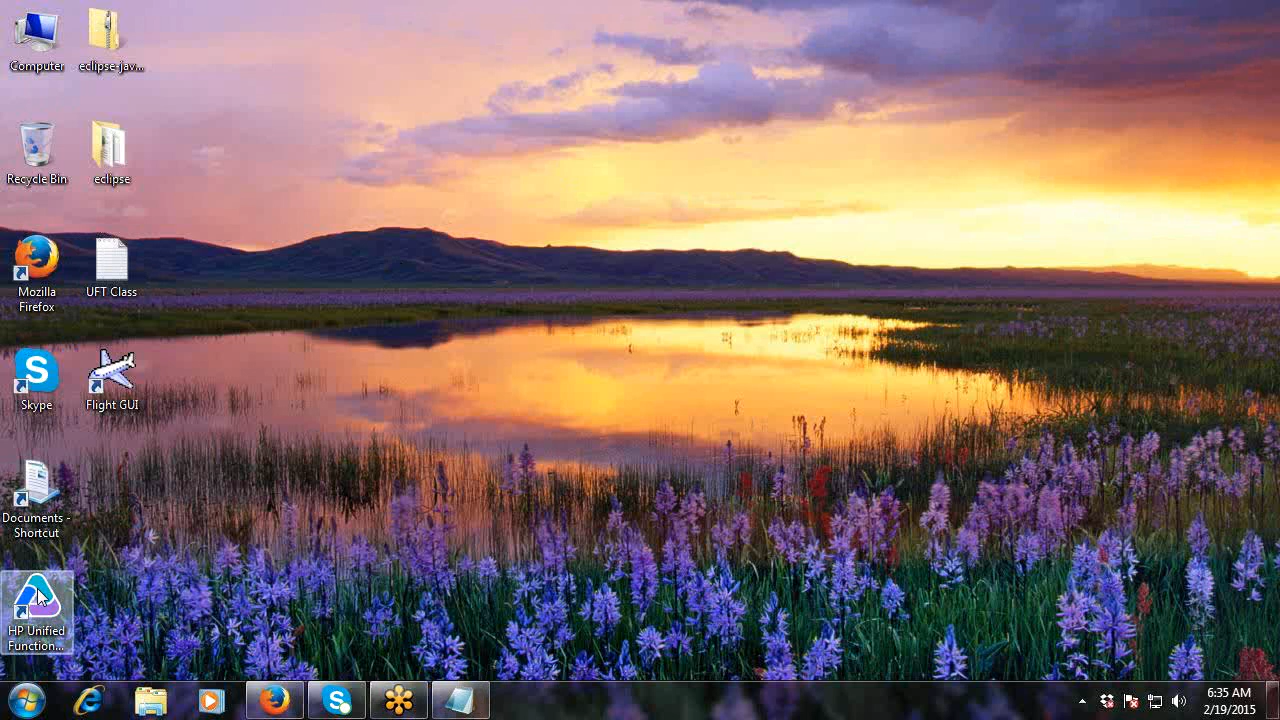 Computer
eclipse-jav...
Recycle Bin
eclipse
Mozilla
Firefox
UFT Class
Skype
Flight GUI
Documents -
Shortcut
HP Unified
Function...
6:35 AM
2/19/2015